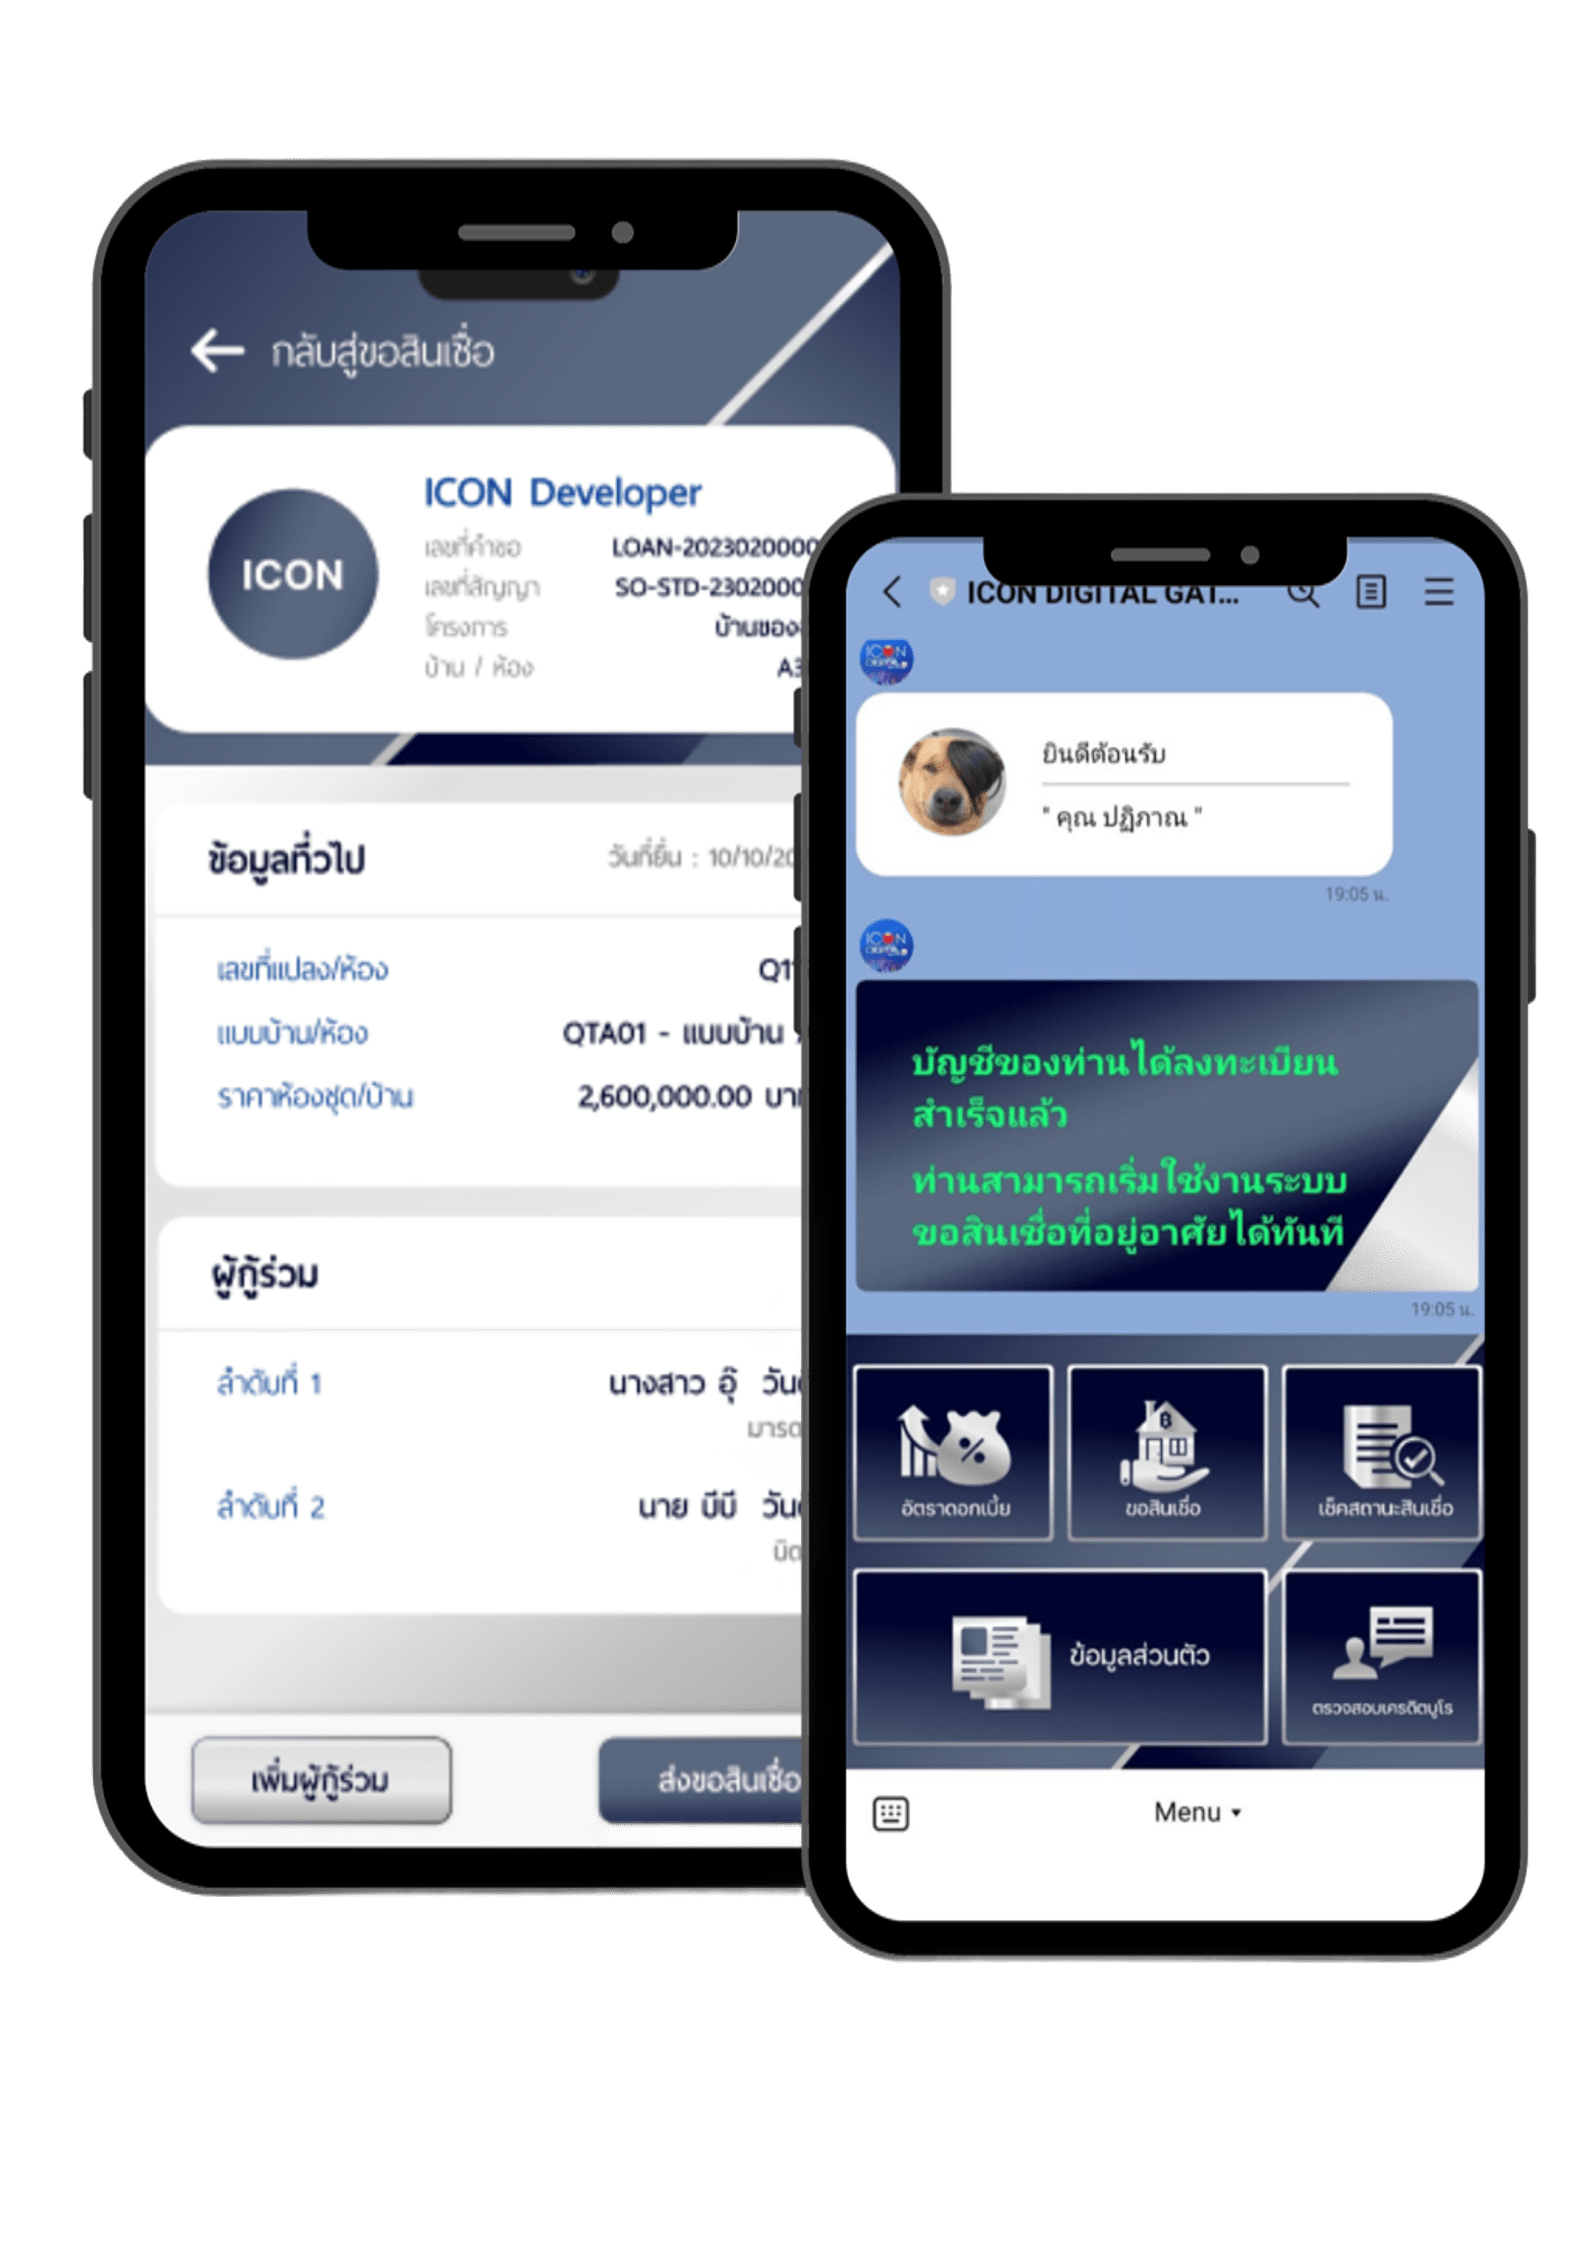 กลับสู่ขอสินเชื่อ
ICON
ICON Developer
เลขที่คำขอ LOAN-2023020000
เลขที่สัญญา SO-STD-2302000
โครงการ บ้านของ
บ้าน / ห้อง A3
ข้อมูลทั่วไป วันที่ยื่น : 10/10/20
เลขที่แปลง/ห้อง Q11
แบบบ้าน/ห้อง QTA01 - แบบบ้าน
ราคาห้องชุด/บ้าน 2,600,000.00 บาท
ผู้กู้ร่วม
ลำดับที่ 1 นางสาว อุ๊
ลำดับที่ 2 นาย บีบี
เพิ่มผู้กู้ร่วม
ส่งขอสินเชื่อ
ICON DIGITAL GAT...
ยินดีต้อนรับ
" คุณ ปฏิภาณ "
19:05 น.
บัญชีของท่านได้ลงทะเบียน
สำเร็จแล้ว
ท่านสามารถเริ่มใช้งานระบบ
ขอสินเชื่อที่อยู่อาศัยได้ทันที
19:05 น.
อัตราดอกเบี้ย
ขอสินเชื่อ
เช็คสถานะสินเชื่อ
ข้อมูลส่วนตัว
ตรวจสอบเครดิตบูโร
Menu